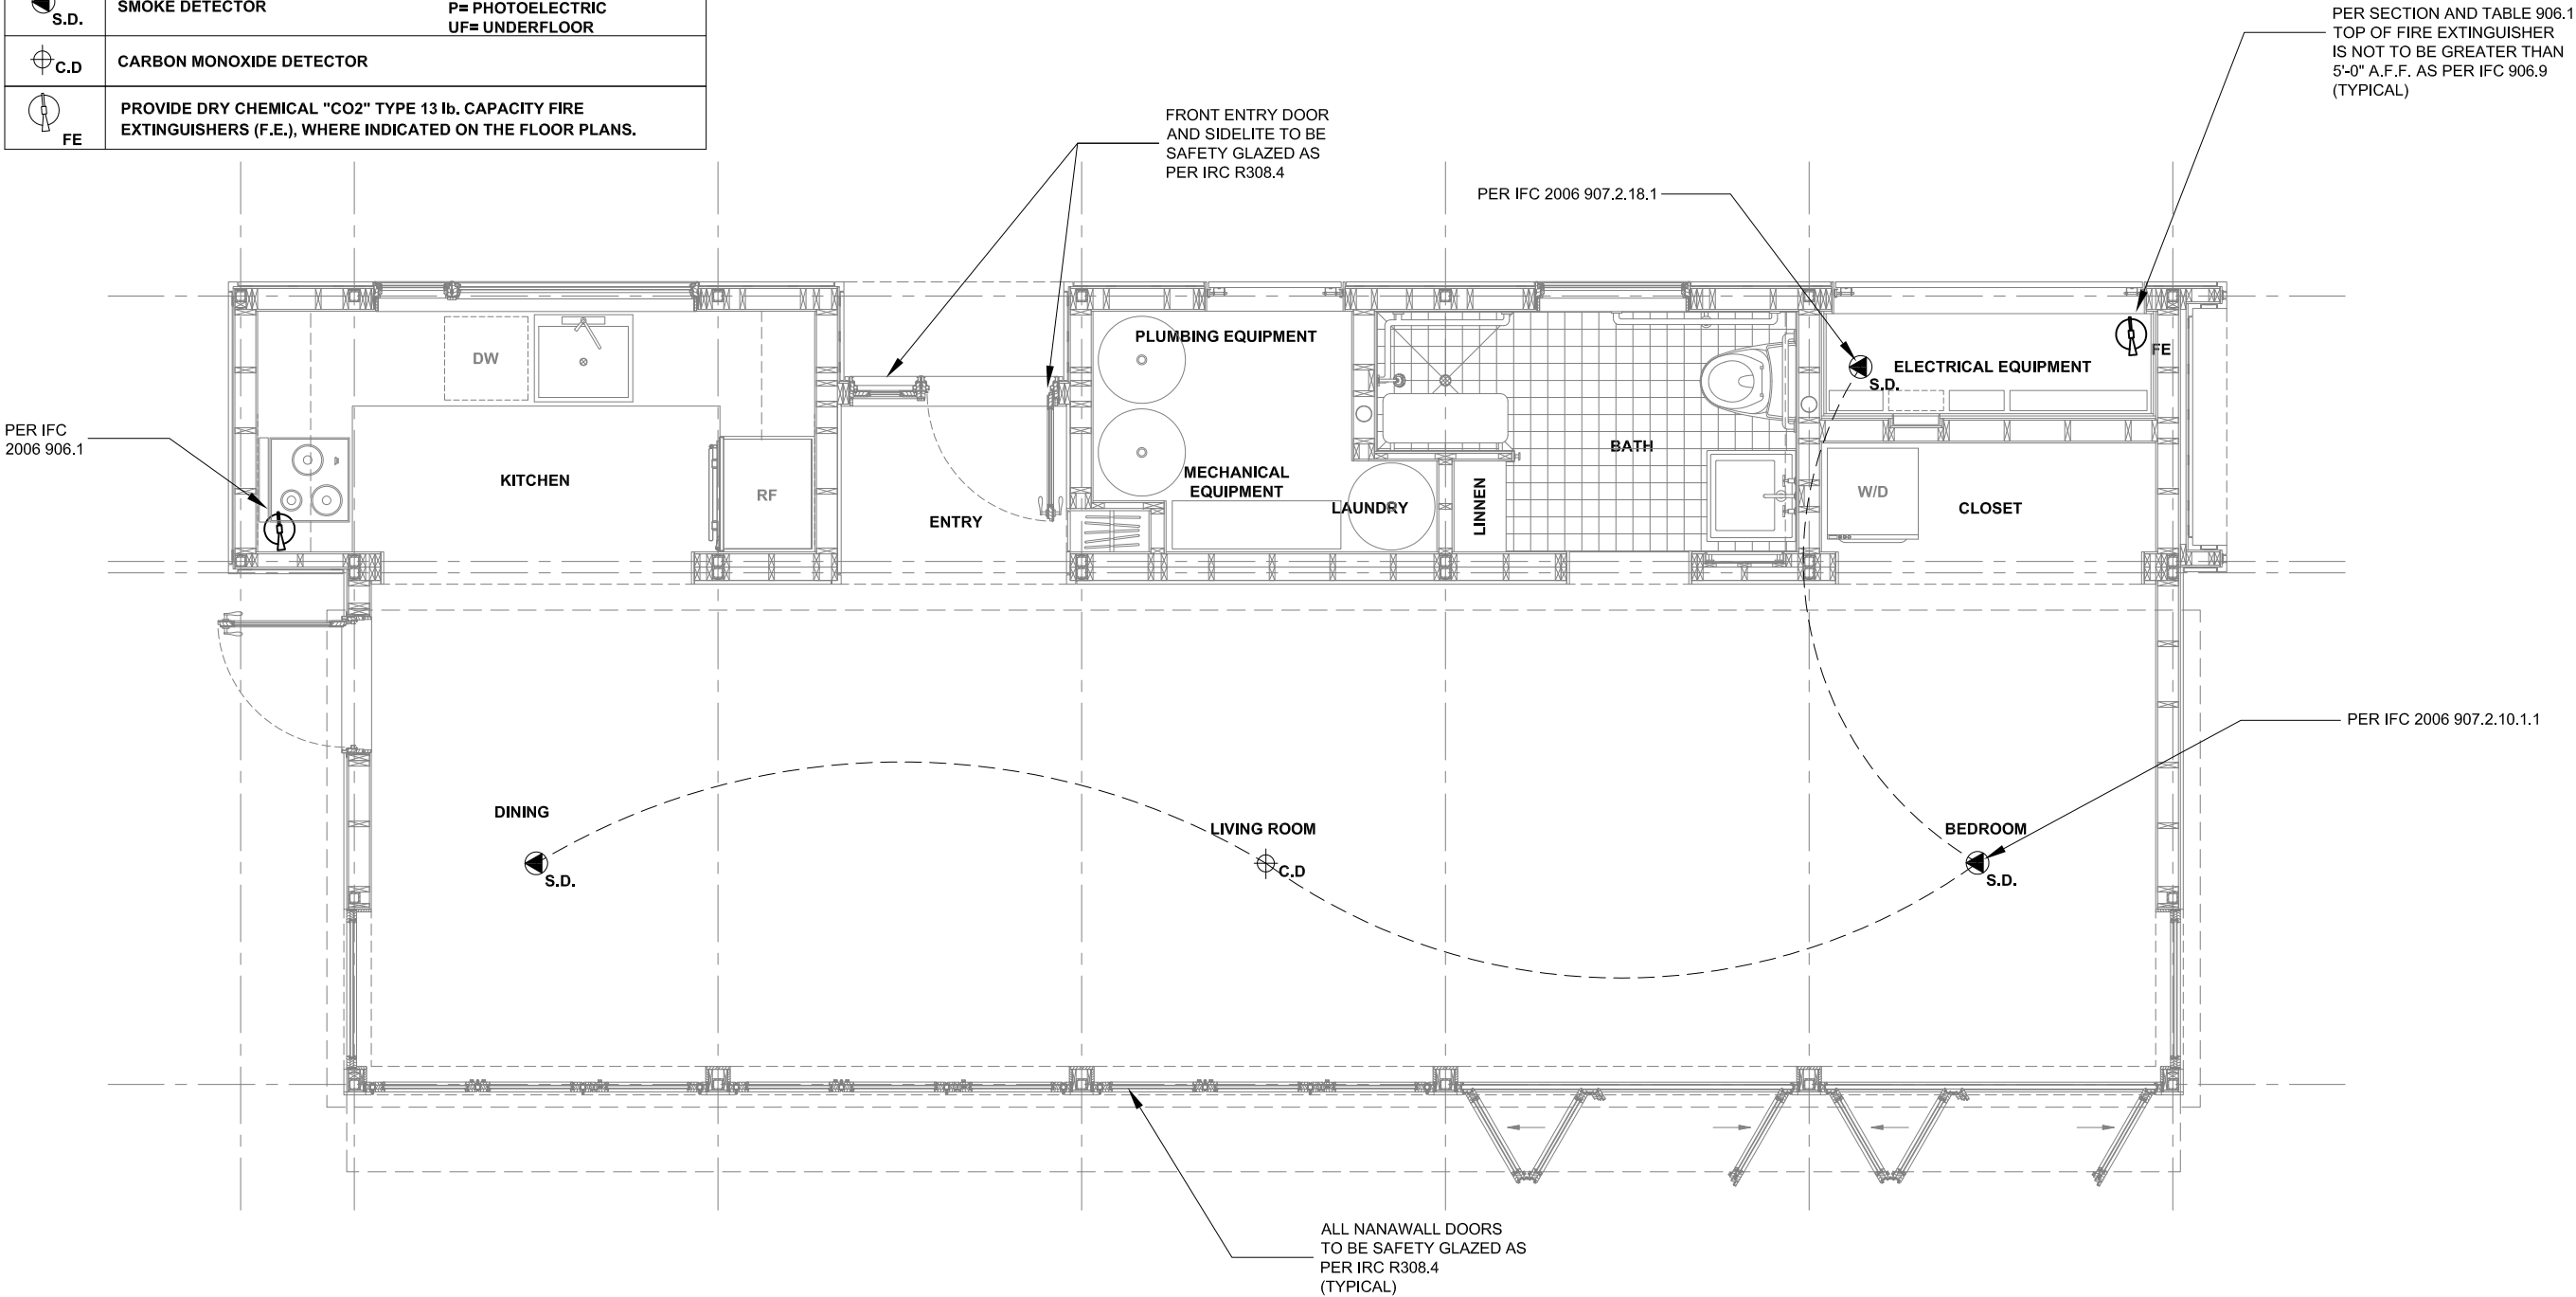 S.D.
SMOKE DETECTOR
P= PHOTOELECTRIC
UF= UNDERFLOOR
C.D
CARBON MONOXIDE DETECTOR
FE
PROVIDE DRY CHEMICAL "CO2" TYPE 13 lb. CAPACITY FIRE
EXTINGUISHERS (F.E.), WHERE INDICATED ON THE FLOOR PLANS.
PER SECTION AND TABLE 906.1
TOP OF FIRE EXTINGUISHER
IS NOT TO BE GREATER THAN
5'-0" A.F.F. AS PER IFC 906.9
(TYPICAL)
FRONT ENTRY DOOR
AND SIDELITE TO BE
SAFETY GLAZED AS
PER IRC R308.4
PER IFC 2006 907.2.18.1
PER IFC
2006 906.1
DW
KITCHEN
RF
ENTRY
PLUMBING EQUIPMENT
MECHANICAL
EQUIPMENT
LAUNDRY
LINNEN
BATH
S.D.
ELECTRICAL EQUIPMENT
FE
W/D
CLOSET
PER IFC 2006 907.2.10.1.1
DINING
S.D.
LIVING ROOM
C.D
BEDROOM
S.D.
ALL NANAWALL DOORS
TO BE SAFETY GLAZED AS
PER IRC R308.4
(TYPICAL)